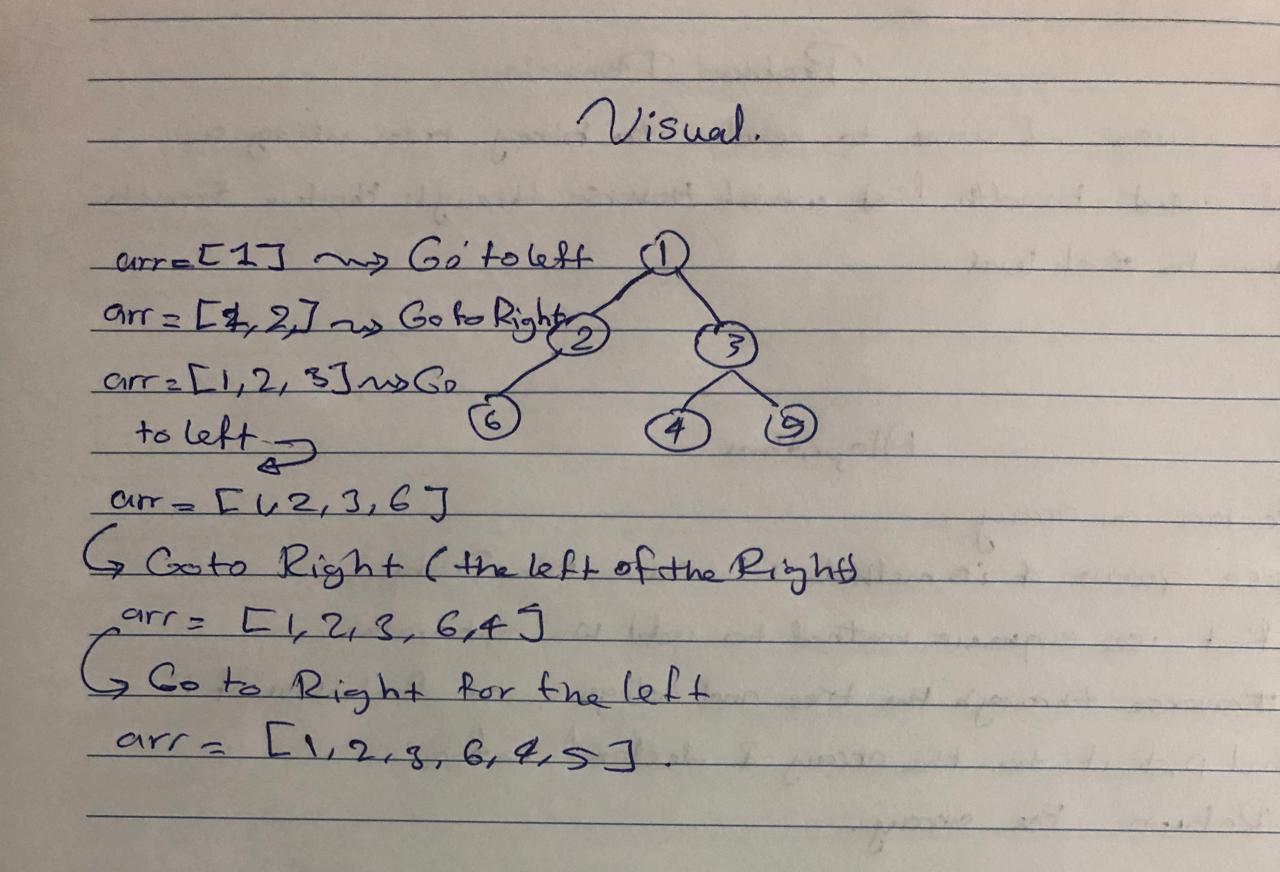 Visual.
arr = [1] ⇝ Go to left
arr = [1, 2,] ⇝ Go to Right
arr = [1, 2, 3] ⇝ Go
to left
arr = [1, 2, 3, 6]
Goto Right (the left of the Right)
arr = [1, 2, 3, 6, 4]
Go to Right for the left
arr = [1, 2, 3, 6, 4, 5].
1
2 3
6 4 5